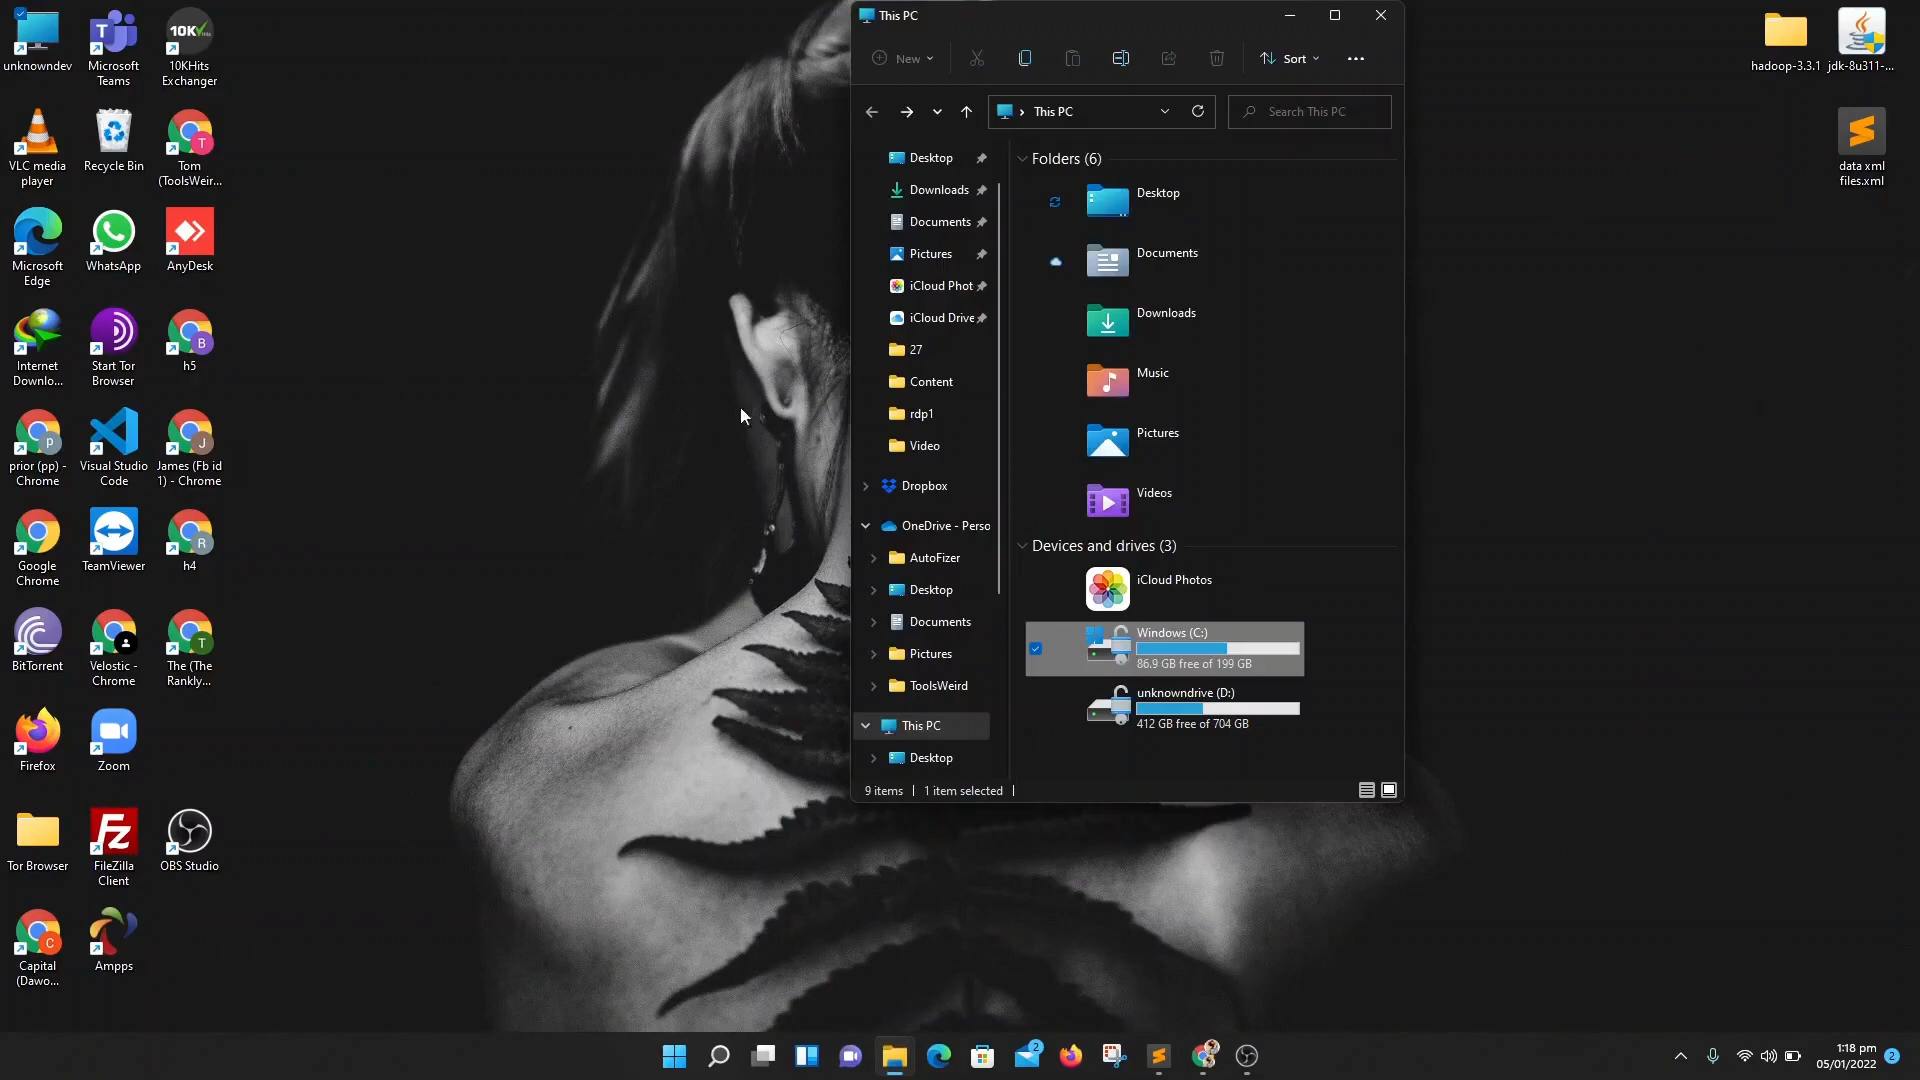 unknowndev
Microsoft
Teams
10K Hits
10KHits
Exchanger
VLC media
player
Recycle Bin
T
Tom
(ToolsWeir...
Microsoft
Edge
WhatsApp
AnyDesk
Internet
Downlo...
Start Tor
Browser
B
h5
p
prior (pp) -
Chrome
Visual Studio
Code
J
James (Fb id
1) - Chrome
Google
Chrome
TeamViewer
R
h4
BitTorrent
Velostic -
Chrome
T
The (The
Rankly...
Firefox
Zoom
Tor Browser
Fz
FileZilla
Client
OBS Studio
C
Capital
(Dawo...
Ampps
This PC
New
Sort
This PC
Search This PC
Desktop
Downloads
Documents
Pictures
iCloud Phot
iCloud Drive
27
Content
rdp1
Video
Dropbox
OneDrive - Perso
AutoFizer
Desktop
Documents
Pictures
ToolsWeird
This PC
Desktop
Folders (6)
Desktop
Documents
Downloads
Music
Pictures
Videos
Devices and drives (3)
iCloud Photos
Windows (C:)
86.9 GB free of 199 GB
unknowndrive (D:)
412 GB free of 704 GB
9 items
1 item selected
hadoop-3.3.1
jdk-8u311-...
data xml
files.xml
2
1:18 pm
05/01/2022
2